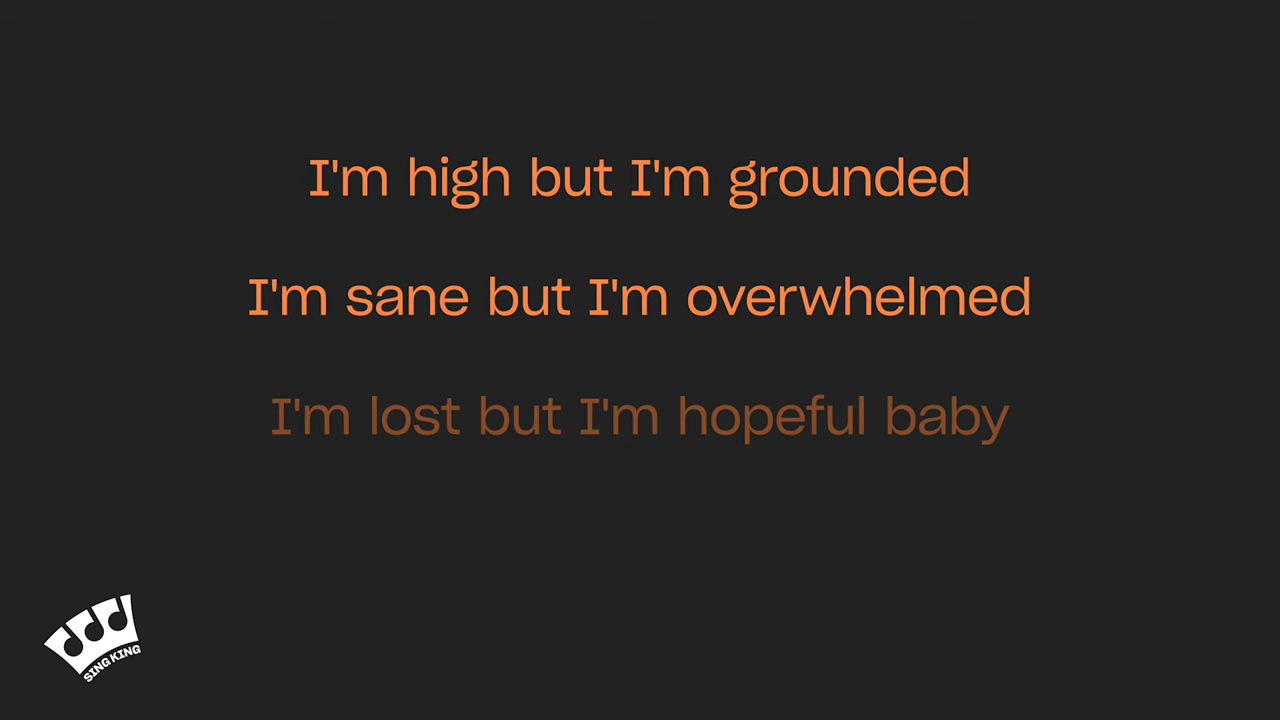 I'm high but I'm grounded
I'm sane but I'm overwhelmed
I'm lost but I'm hopeful baby
SING KING